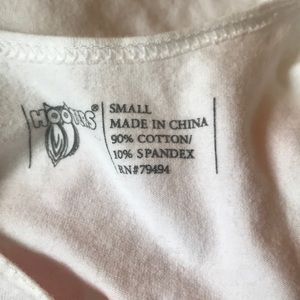 HOOTERS ®
SMALL
MADE IN CHINA
90% COTTON/
10% SPANDEX
RN#79494